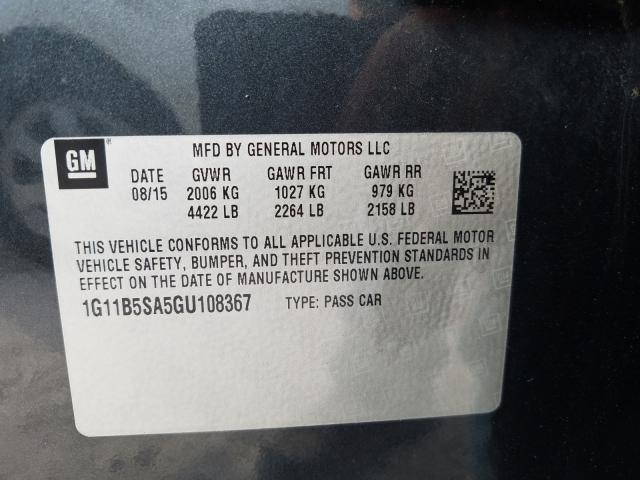 GM
MFD BY GENERAL MOTORS LLC
DATE GVWR GAWR FRT GAWR RR
08/15 2006 KG 1027 KG 979 KG
4422 LB 2264 LB 2158 LB
THIS VEHICLE CONFORMS TO ALL APPLICABLE U.S. FEDERAL MOTOR
VEHICLE SAFETY, BUMPER, AND THEFT PREVENTION STANDARDS IN
EFFECT ON THE DATE OF MANUFACTURE SHOWN ABOVE.
1G11B5SA5GU108367 TYPE: PASS CAR